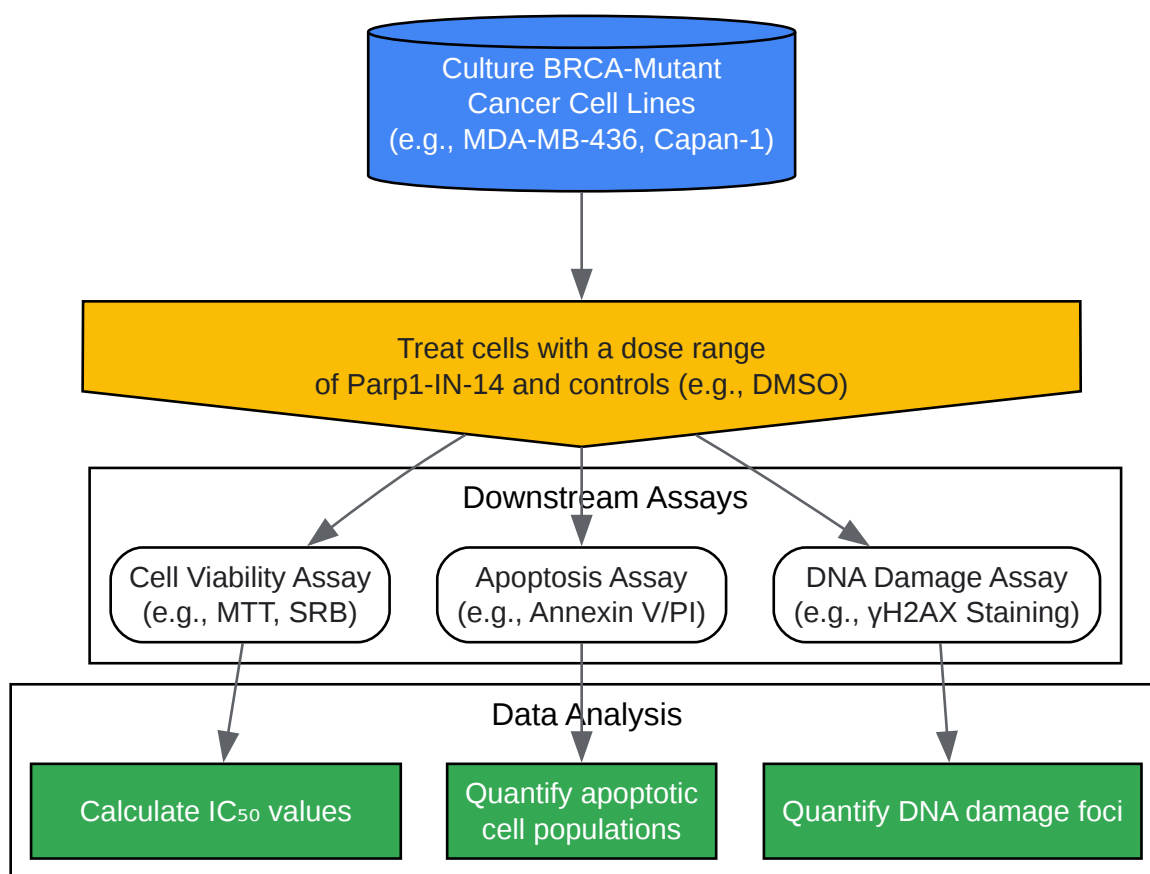 Culture BRCA-Mutant
Cancer Cell Lines
(e.g., MDA-MB-436, Capan-1)
Treat cells with a dose range
of Parp1-IN-14 and controls (e.g., DMSO)
Downstream Assays
Cell Viability Assay
(e.g., MTT, SRB)
Apoptosis Assay
(e.g., Annexin V/PI)
DNA Damage Assay
(e.g., γH2AX Staining)
Data Analysis
Calculate IC₅₀ values
Quantify apoptotic
cell populations
Quantify DNA damage foci